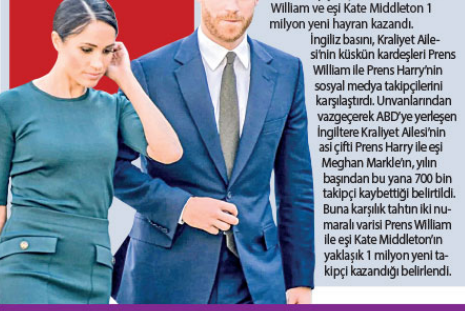 William ve eşi Kate Middleton 1
milyon yeni hayran kazandı.
İngiliz basını, Kraliyet Aile-
si'nin küskün kardeşleri Prens
William ile Prens Harry'nin
sosyal medya takipçilerini
karşılaştırdı. Unvanlarından
vazgeçerek ABD'ye yerleşen
İngiltere Kraliyet Ailesi'nin
asi çifti Prens Harry ile eşi
Meghan Markle'ın, yılın
başından bu yana 700 bin
takipçi kaybettiği belirtildi.
Buna karşılık tahtın iki nu-
maralı varisi Prens William
ile eşi Kate Middleton'ın
yaklaşık 1 milyon yeni ta-
kipçi kazandığı belirlendi.